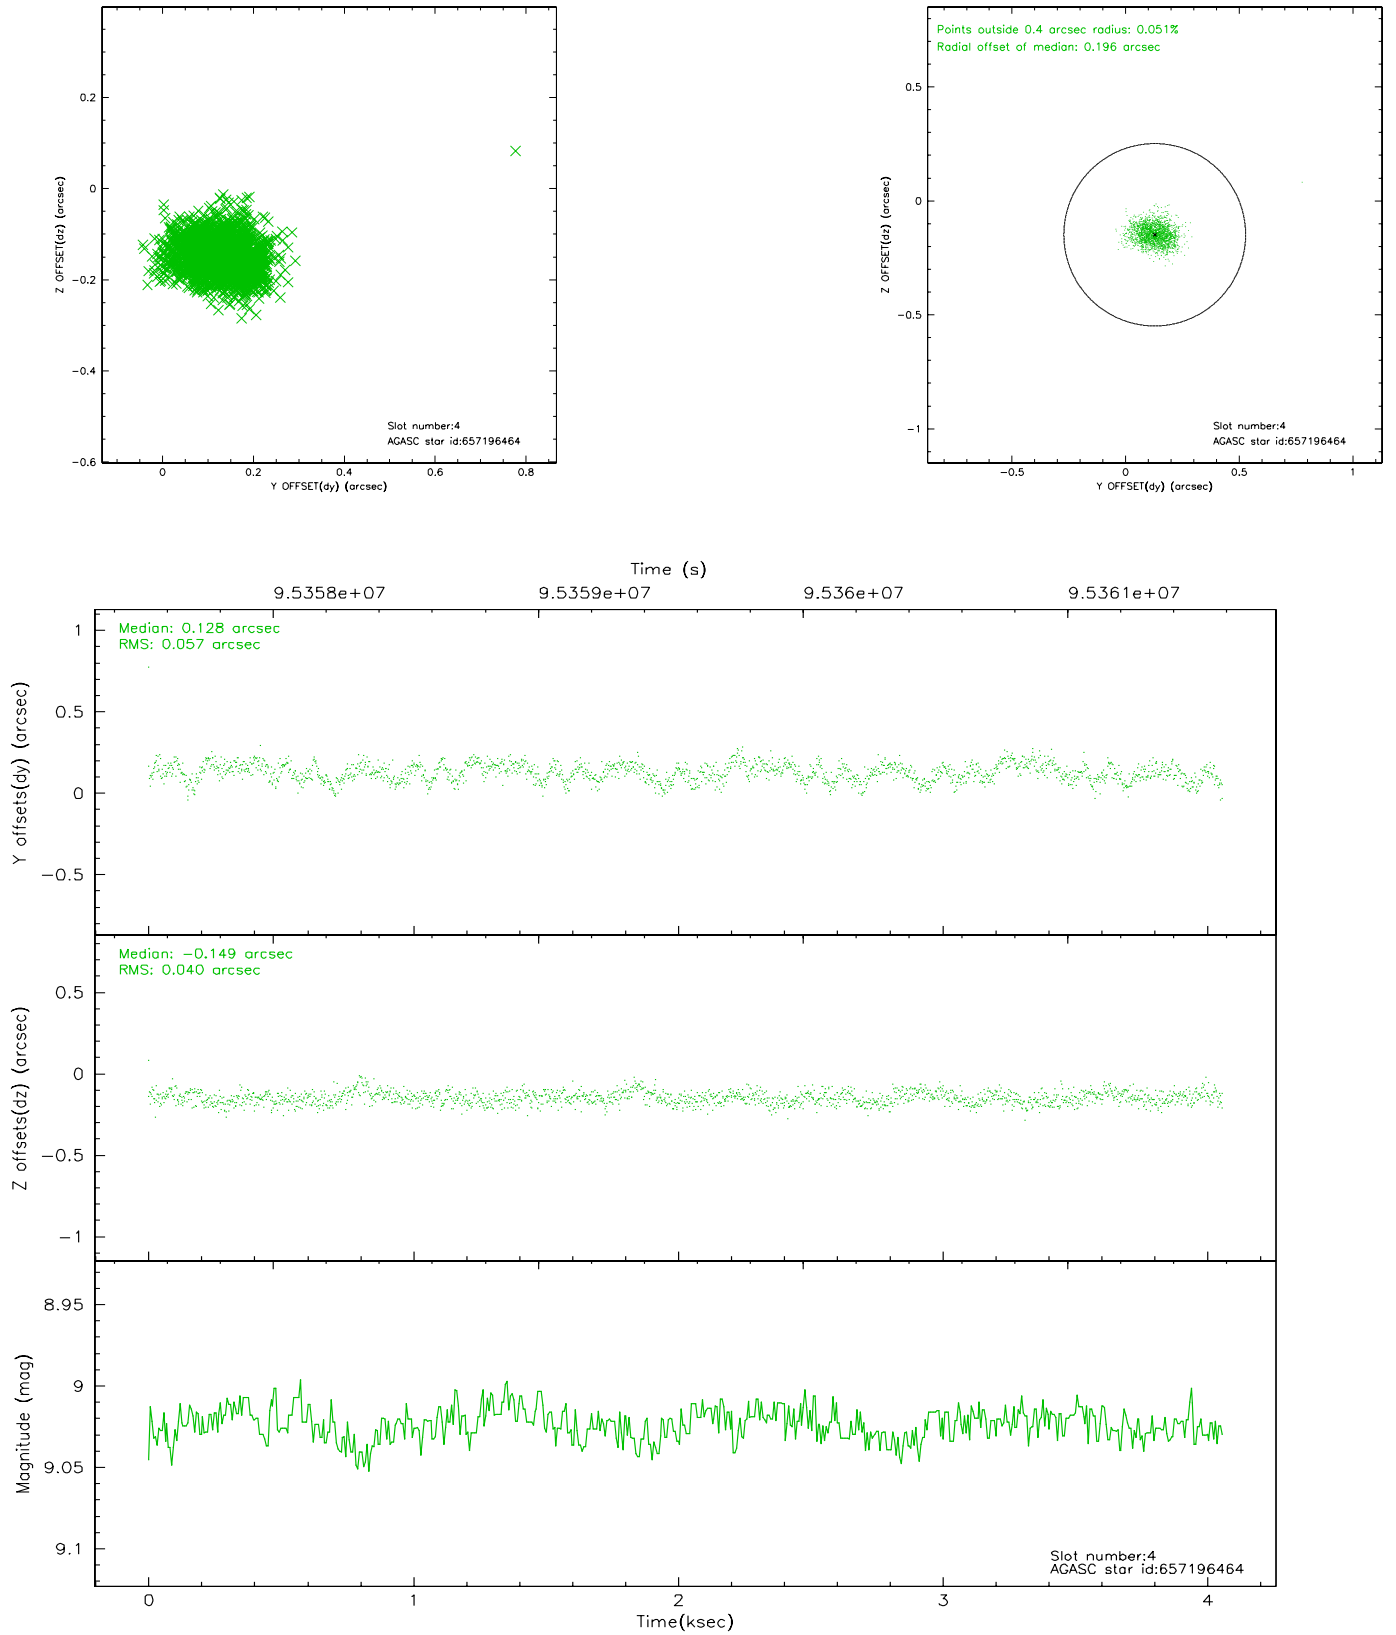 0.2
0
−0.2
−0.4
−0.6
Z OFFSET(dz) (arcsec)
Slot number:4
AGASC star id:657196464
0 0.2 0.4 0.6 0.8
Y OFFSET(dy) (arcsec)
Points outside 0.4 arcsec radius: 0.051%
Radial offset of median: 0.196 arcsec
0.5
0
−0.5
−1
Z OFFSET(dz) (arcsec)
Slot number:4
AGASC star id:657196464
−0.5 0 0.5 1
Y OFFSET(dy) (arcsec)
Time (s)
9.5358e+07 9.5359e+07 9.536e+07 9.5361e+07
Median: 0.128 arcsec
RMS: 0.057 arcsec
1
0.5
0
−0.5
Y offsets(dy) (arcsec)
Median: −0.149 arcsec
RMS: 0.040 arcsec
0.5
0
−0.5
−1
Z offsets(dz) (arcsec)
8.95
9
9.05
9.1
Magnitude (mag)
Slot number:4
AGASC star id:657196464
0 1 2 3 4
Time(ksec)